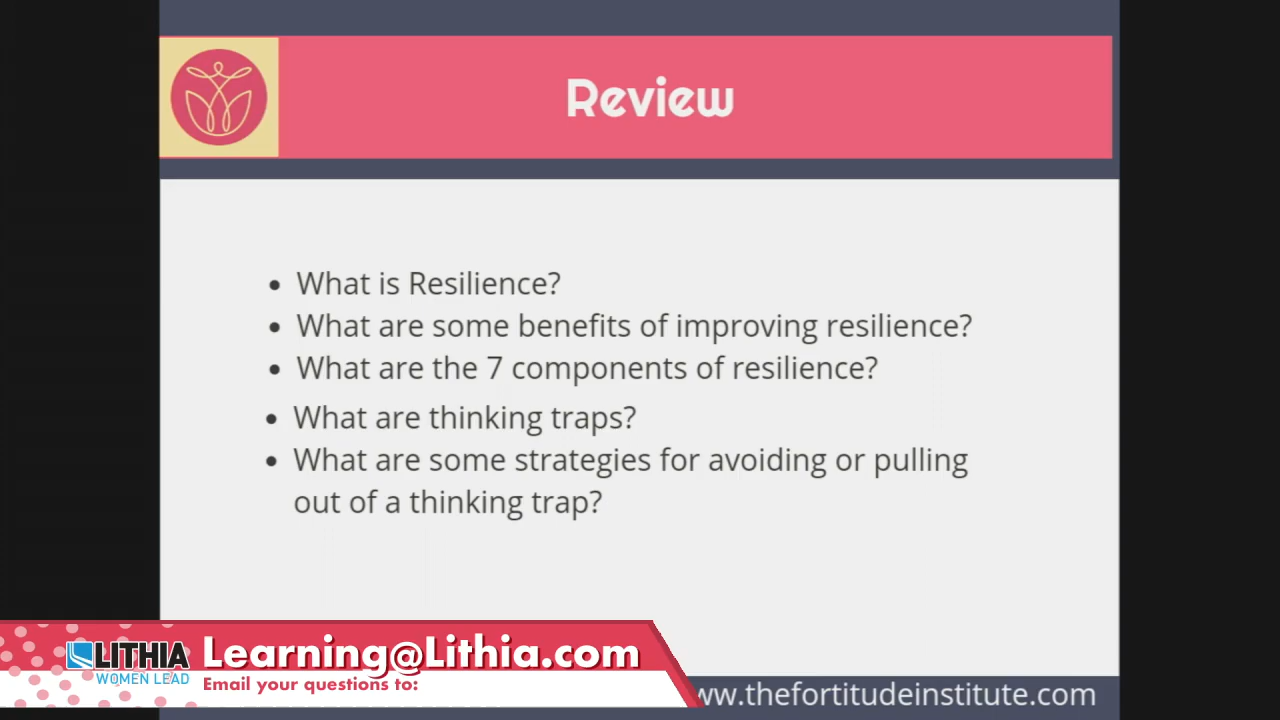 Review
• What is Resilience?
• What are some benefits of improving resilience?
• What are the 7 components of resilience?
• What are thinking traps?
• What are some strategies for avoiding or pulling
out of a thinking trap?
LITHIA
WOMEN LEAD
Learning@Lithia.com
Email your questions to:
ww.thefortitudeinstitute.com